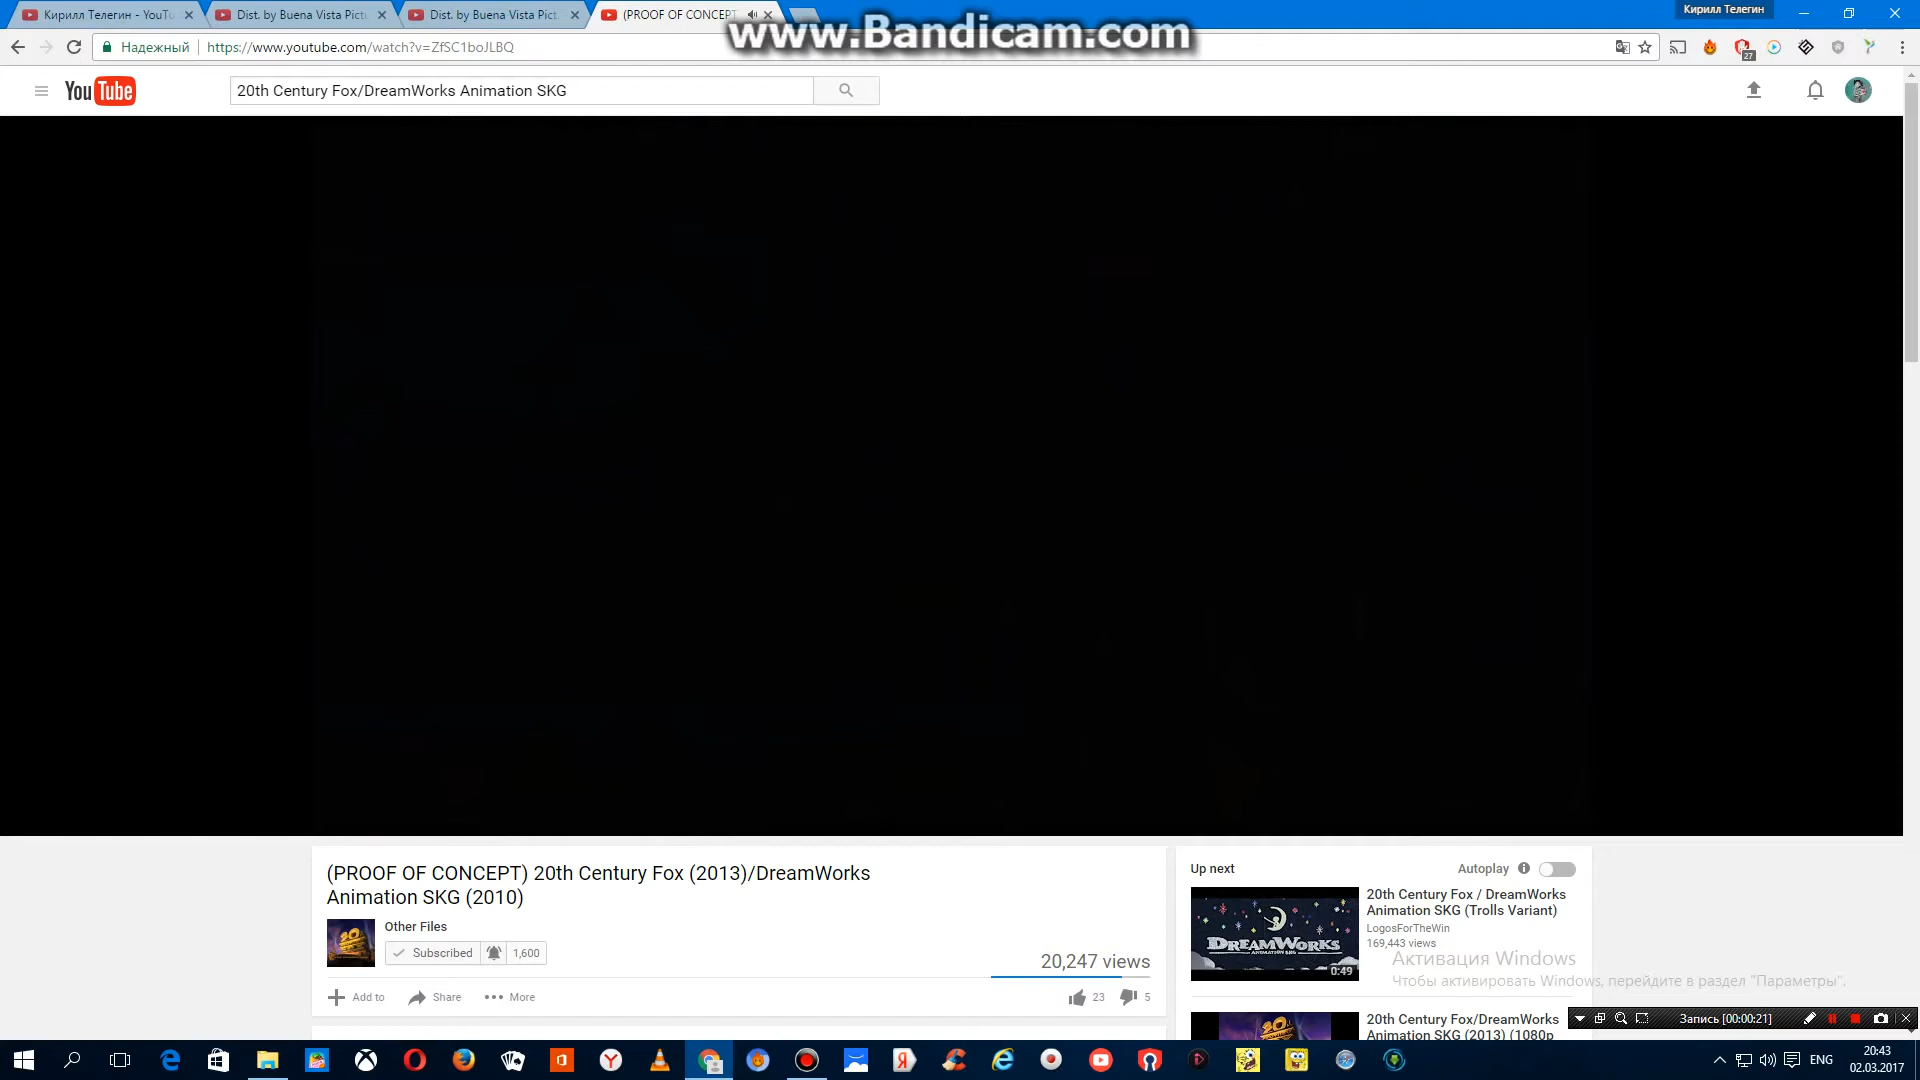 Кирилл Телегин - YouTu
Dist. by Buena Vista Pictu
Dist. by Buena Vista Pict
(PROOF OF CONCEPT
www.Bandicam.com
Кирилл Телегин
Надежный
https://www.youtube.com/watch?v=ZfSC1boJLBQ
27
YouTube
20th Century Fox/DreamWorks Animation SKG
(PROOF OF CONCEPT) 20th Century Fox (2013)/DreamWorks
Animation SKG (2010)
Other Files
Subscribed
1,600
20,247 views
Add to
Share
More
23
5
Up next
Autoplay
DREAMWORKS
ANIMATION SKG
0:49
20th Century Fox / DreamWorks
Animation SKG (Trolls Variant)
LogosForTheWin
169,443 views
20th Century Fox/DreamWorks
Animation SKG (2013) (1080p
Активация Windows
Чтобы активировать Windows, перейдите в раздел "Параметры".
Запись [00:00:21]
ENG
20:43
02.03.2017